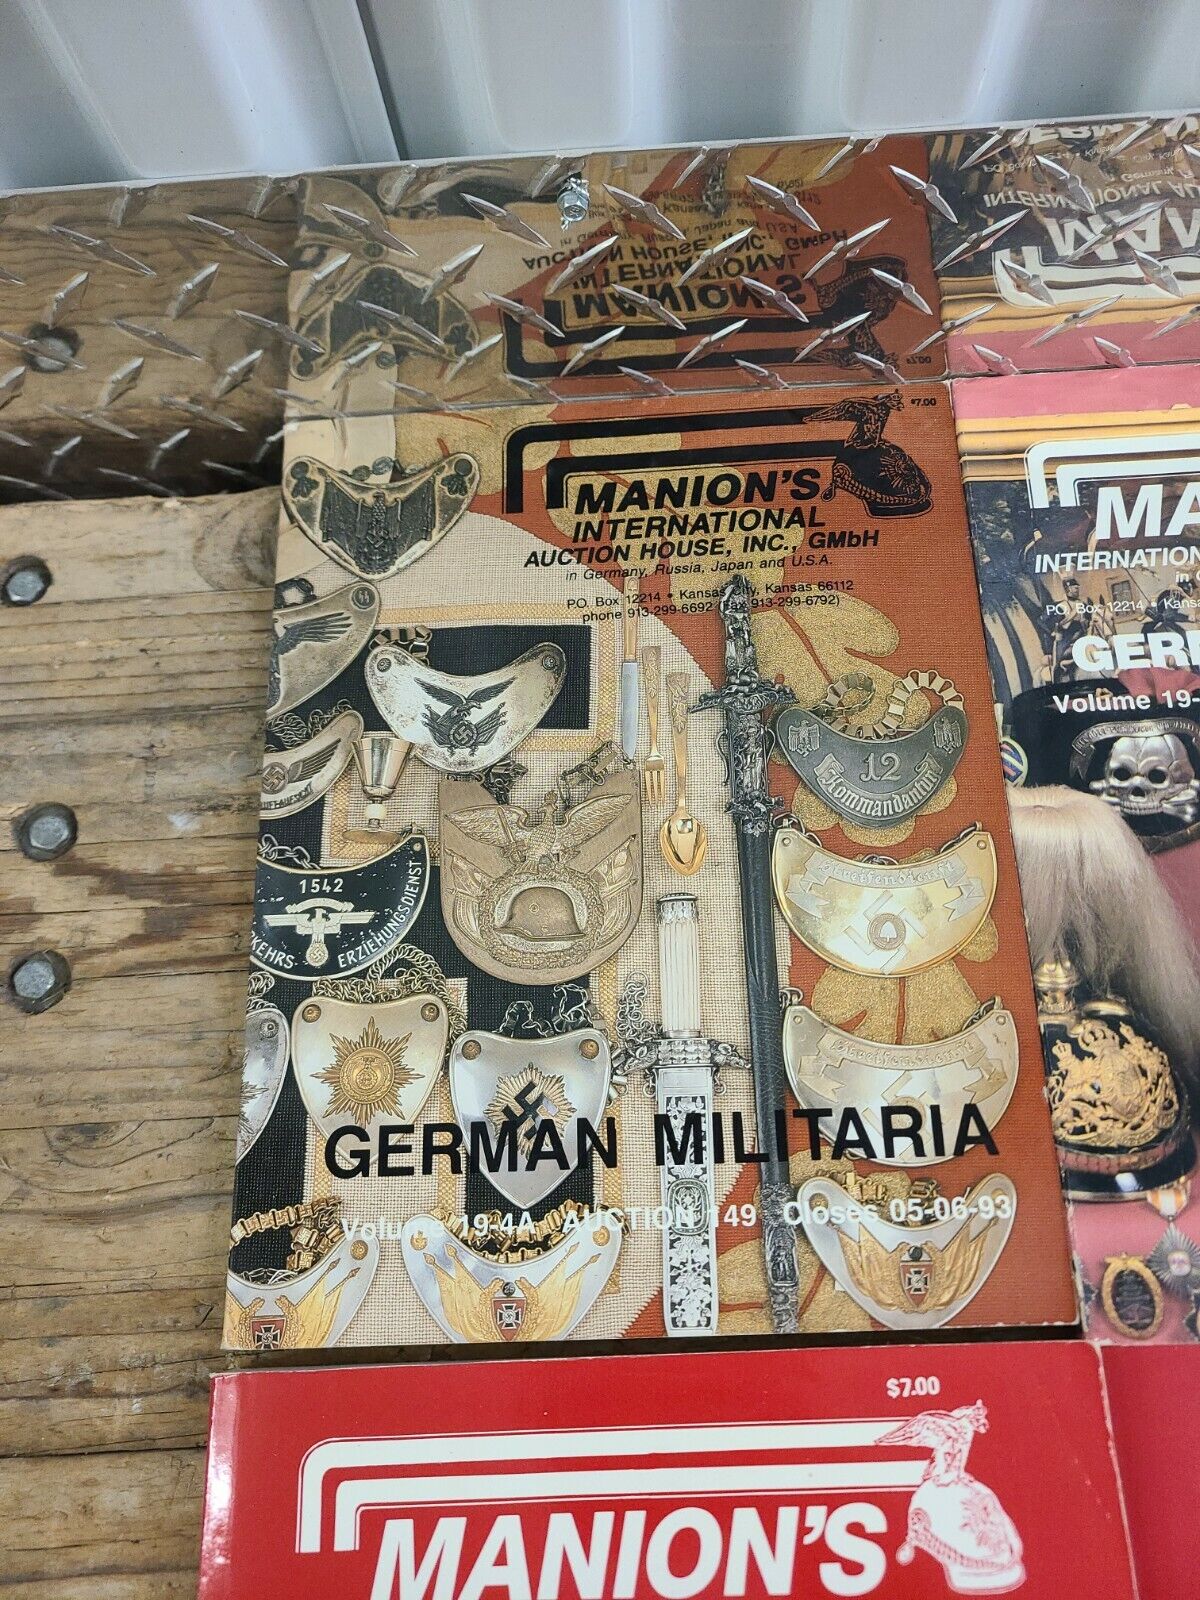 $7.00
MANION'S
INTERNATIONAL
AUCTION HOUSE, INC., GMbH
in Germany, Russia, Japan and U.S.A.
P.O. Box 12214 • Kansas City, Kansas 66112
phone 913-299-6692 (Fax 913-299-6792)
12
Kommandantur
1542
KEHRS ERZIEHUNGSDIENST
GERMAN MILITARIA
Volume 19-4A AUCTION 149 Closes 05-06-93
MA
INTERNATION
P.O. Box 12214 • Kansa
GER
Volume 19-
$7.00
MANION'S